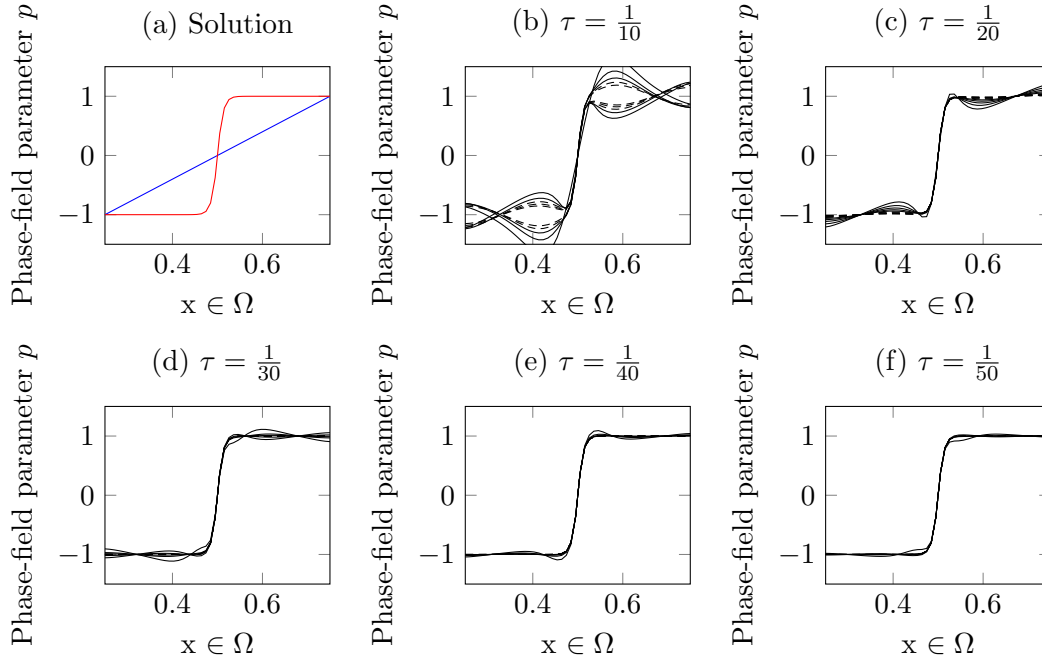 (a) Solution
Phase-field parameter p
1
0
−1
0.4 0.6
x ∈ Ω
(b) τ = 1/10
Phase-field parameter p
1
0
−1
0.4 0.6
x ∈ Ω
(c) τ = 1/20
Phase-field parameter p
1
0
−1
0.4 0.6
x ∈ Ω
(d) τ = 1/30
Phase-field parameter p
1
0
−1
0.4 0.6
x ∈ Ω
(e) τ = 1/40
Phase-field parameter p
1
0
−1
0.4 0.6
x ∈ Ω
(f) τ = 1/50
Phase-field parameter p
1
0
−1
0.4 0.6
x ∈ Ω